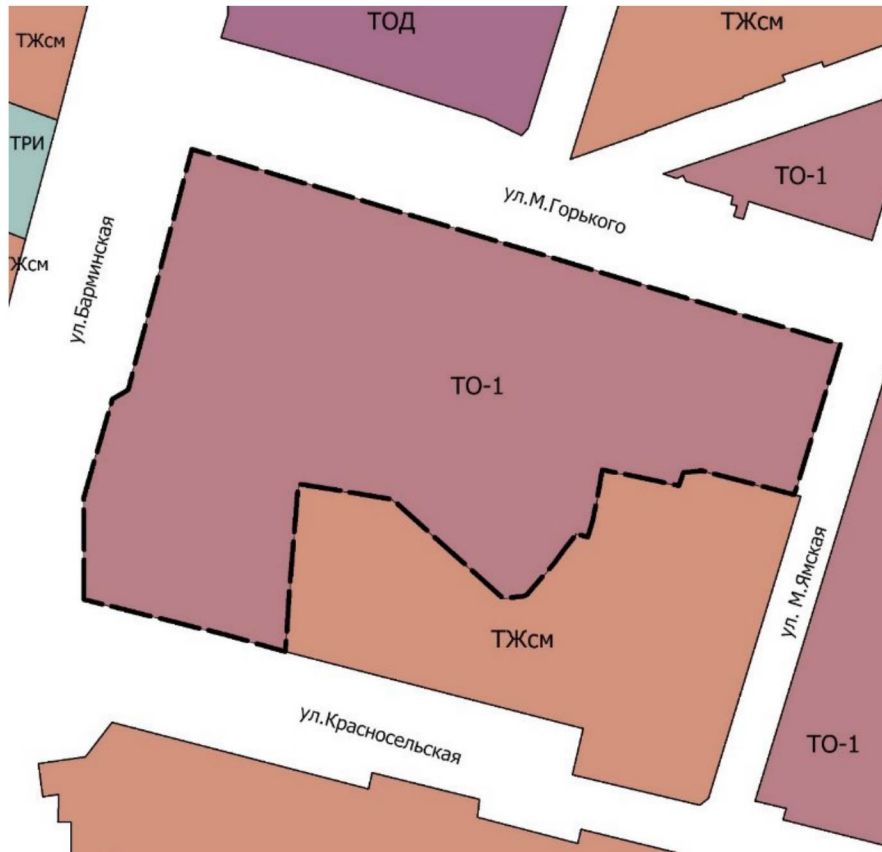 ТОД
ТЖсм
ТЖсм
ТРИ
ТО-1
ул.М.Горького
Жсм
ул.Барминская
ТО-1
ул. М.Ямская
ТЖсм
ул.Красносельская
ТО-1